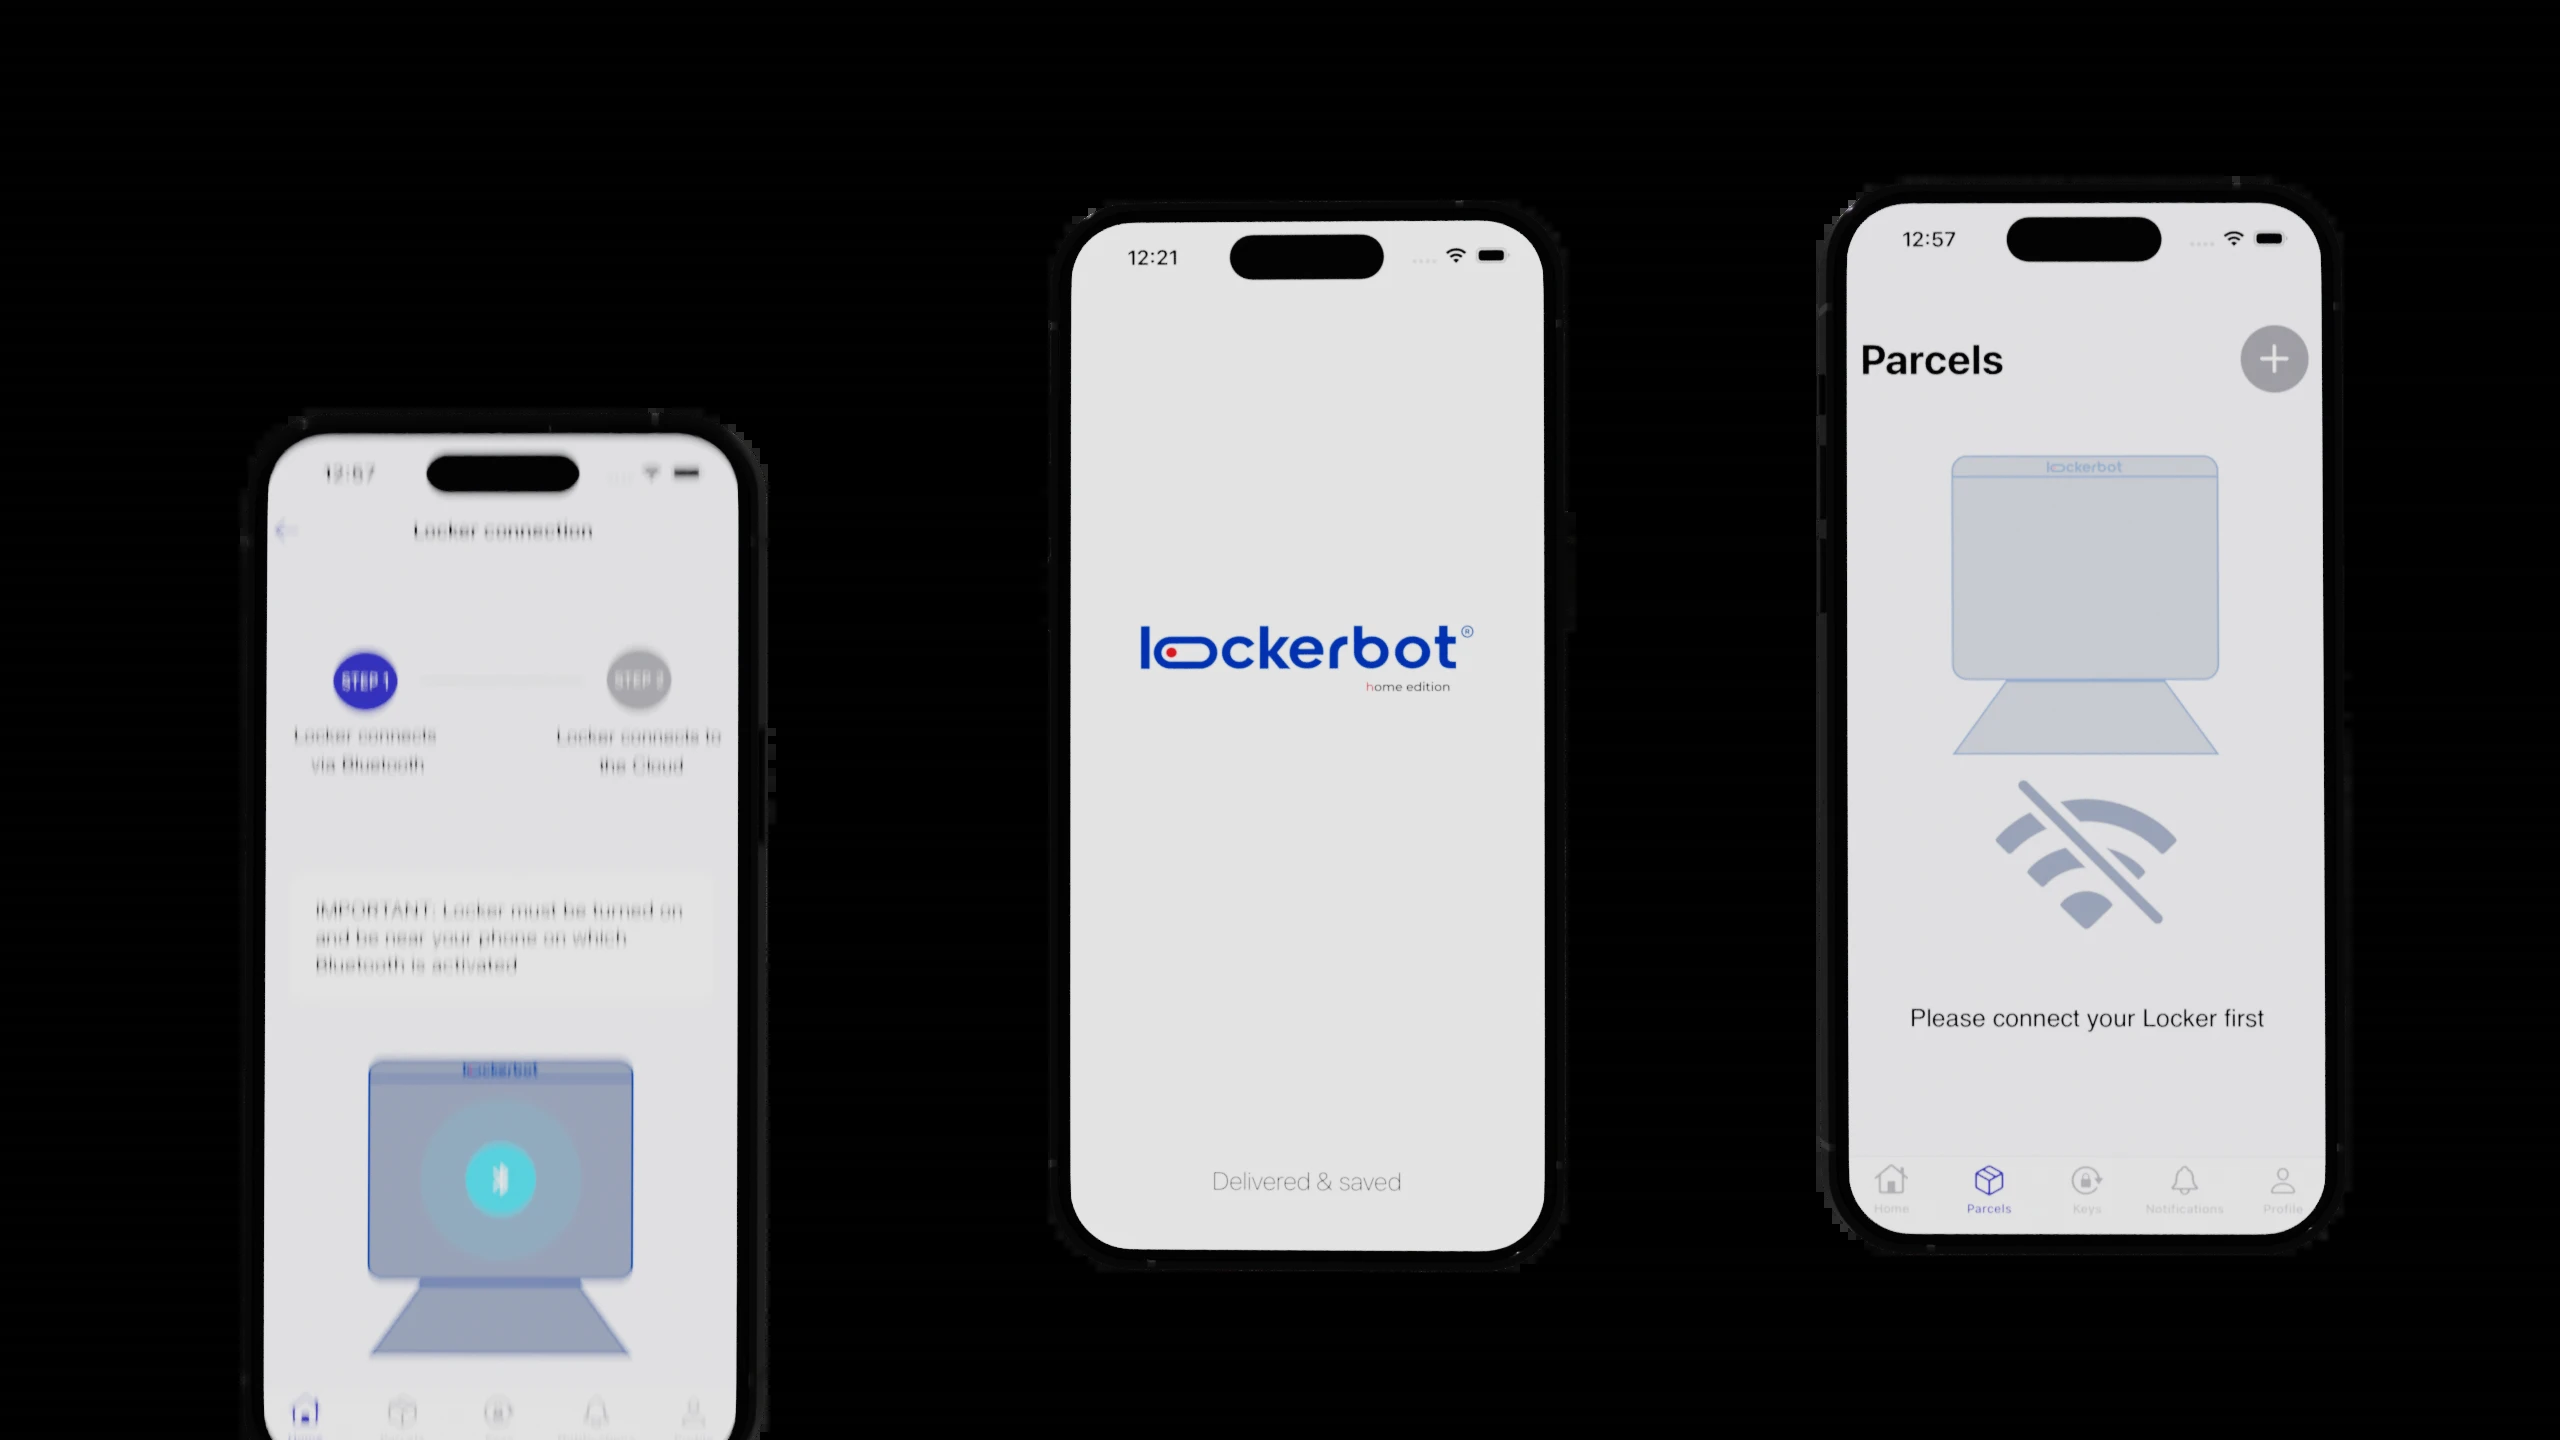 12:57
Locker connection
STEP 1
STEP 2
Locker connects
via Bluetooth
Locker connects to
the Cloud
IMPORTANT: Locker must be turned on
and be near your phone on which
Bluetooth is activated
lockerbot
Home
12:21
lockerbot®
home edition
Delivered & saved
12:57
Parcels
lockerbot
Please connect your Locker first
Home
Parcels
Keys
Notifications
Profile